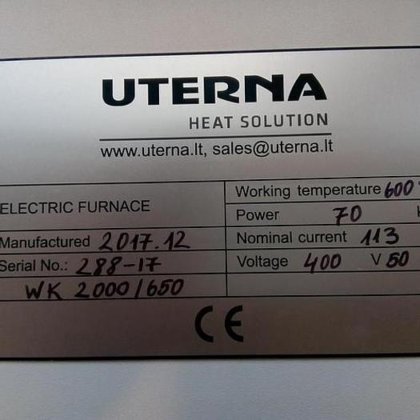 UTERNA
HEAT SOLUTION
www.uterna.lt, sales@uterna.lt
ELECTRIC FURNACE
Manufactured 2017.12
Serial No.: 288-17
WK 2000/650
Working temperature 600°
Power 70
Nominal current 113
Voltage 400 V 50
CE